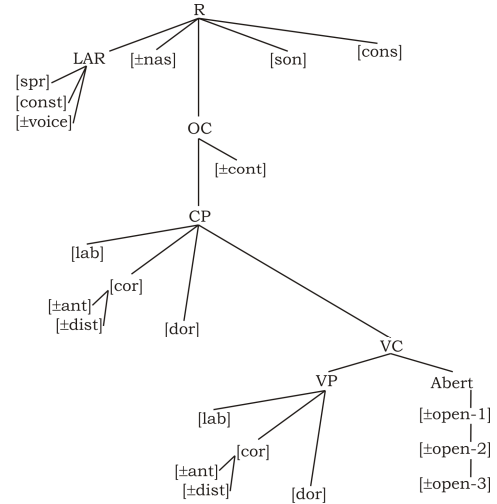 R
LAR [±nas] [son] [cons]
[spr]
[const]
[±voice]
OC
[±cont]
CP
[lab]
[cor]
[±ant]
[±dist]
[dor]
VC
VP Abert
[lab] [±open-1]
[cor] [±open-2]
[±ant]
[±dist] [dor] [±open-3]